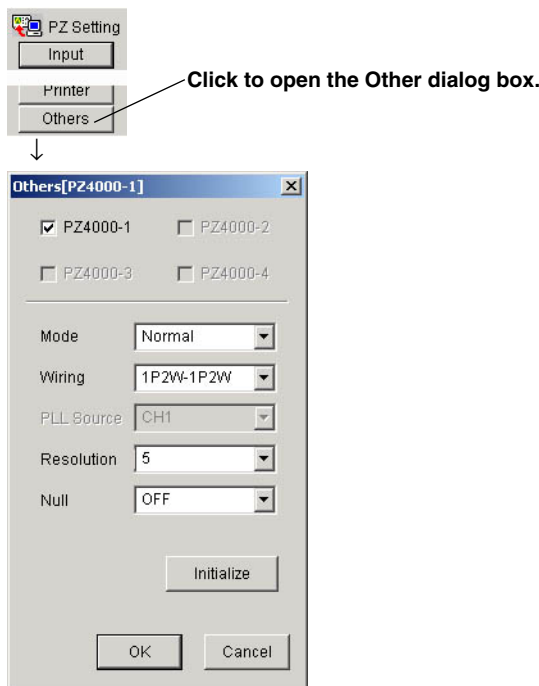 PZ Setting
Input
Printer
Others
Click to open the Other dialog box.
↓
Others[PZ4000-1]
PZ4000-1 PZ4000-2
PZ4000-3 PZ4000-4
Mode Normal
Wiring 1P2W-1P2W
PLL Source CH1
Resolution 5
Null OFF
Initialize
OK Cancel